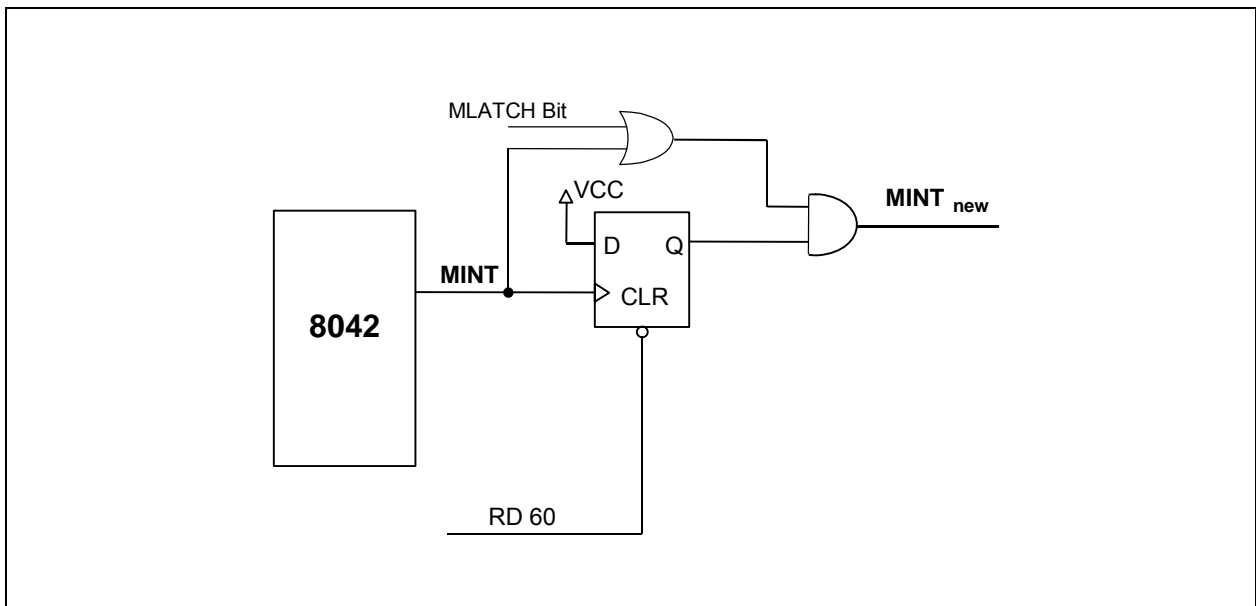 MLATCH Bit
VCC
D
Q
CLR
MINT
8042
MINT new
RD 60